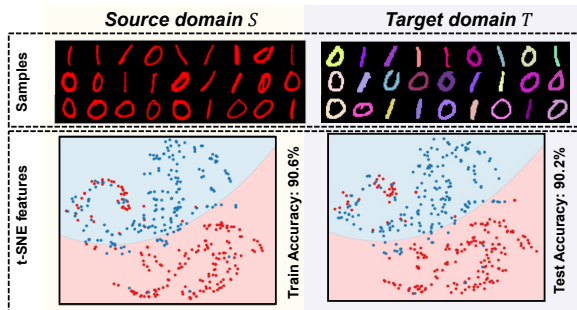 Source domain S
Target domain T
Samples
t-SNE features
Train Accuracy: 90.6%
Test Accuracy: 90.2%